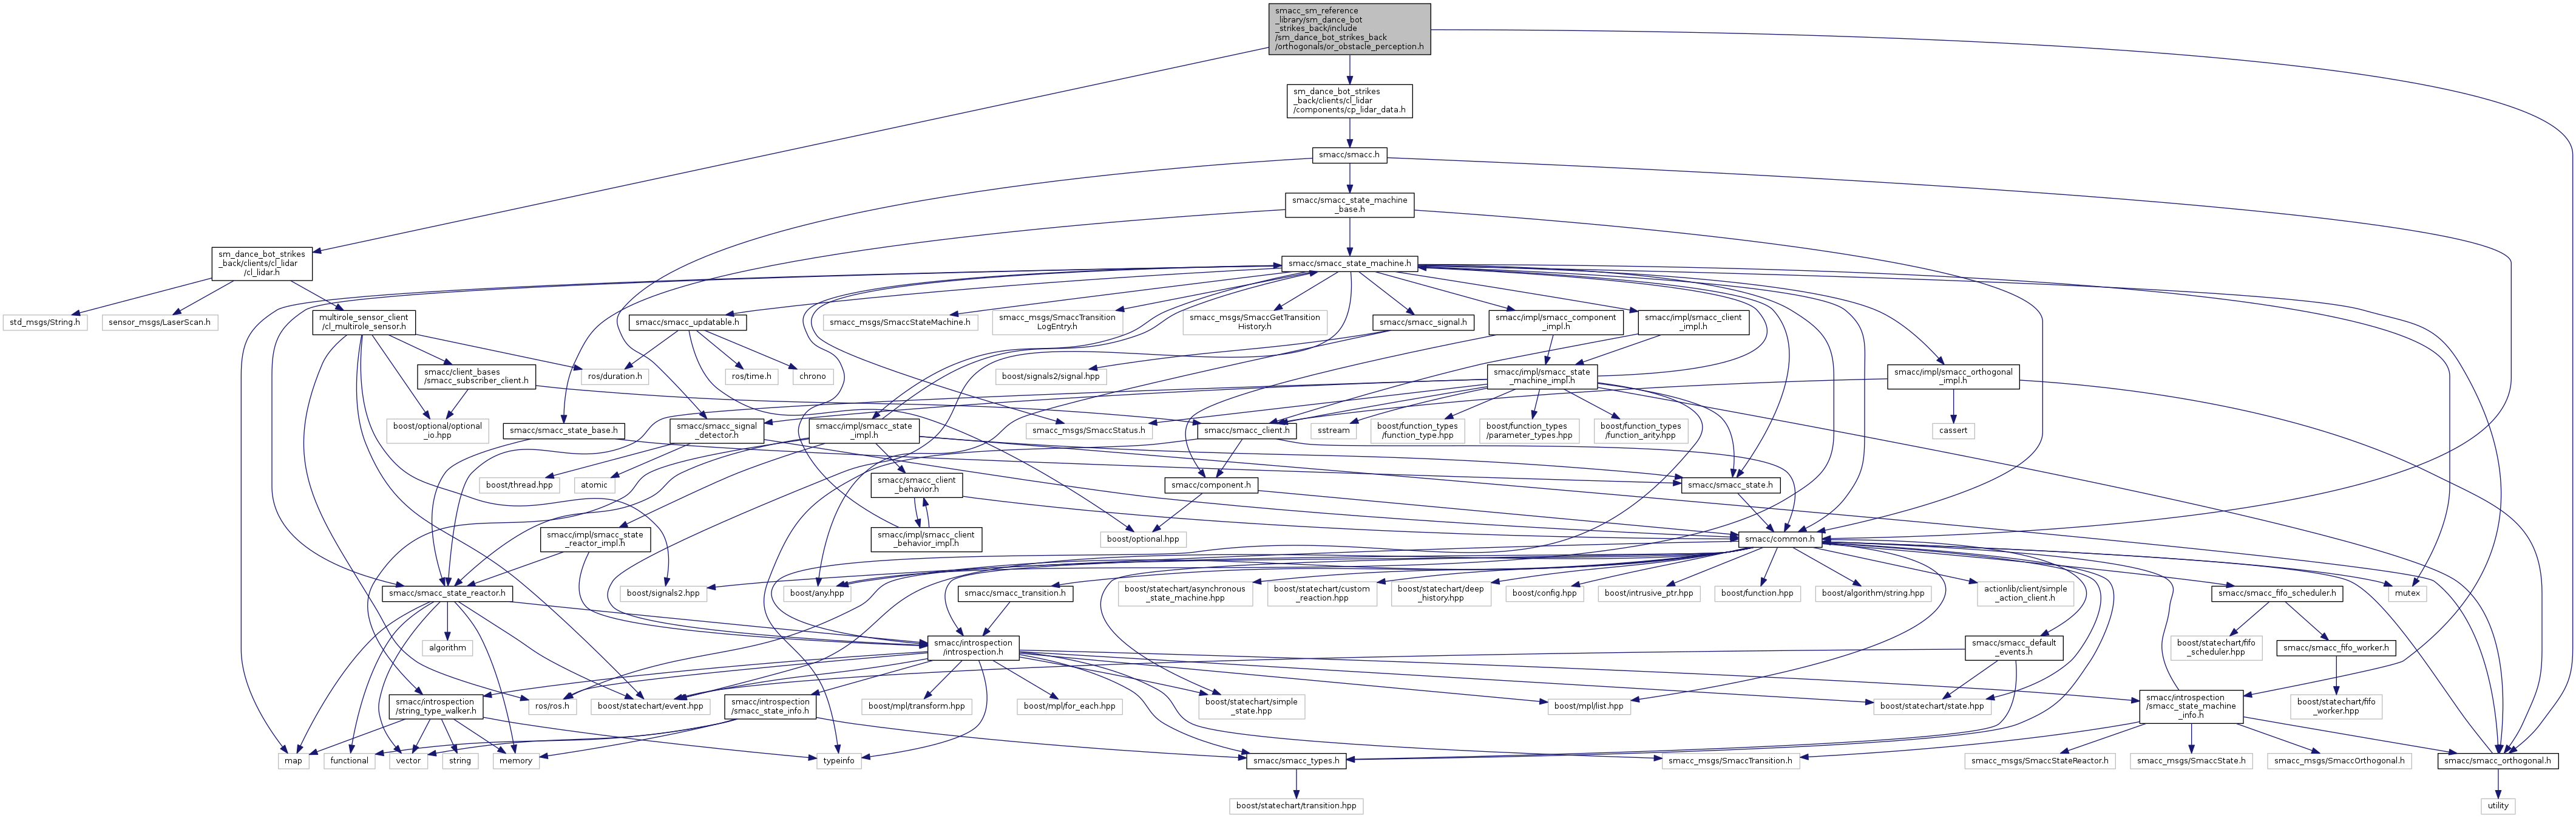 smacc_sm_reference
_library/sm_dance_bot
_strikes_back/include
/sm_dance_bot_strikes_back
/orthogonals/or_obstacle_perception.h
sm_dance_bot_strikes
_back/clients/cl_lidar
/components/cp_lidar_data.h
smacc/smacc.h
smacc/smacc_state_machine
_base.h
sm_dance_bot_strikes
_back/clients/cl_lidar
/cl_lidar.h
smacc/smacc_state_machine.h
std_msgs/String.h
sensor_msgs/LaserScan.h
multirole_sensor_client
/cl_multirole_sensor.h
smacc/smacc_updatable.h
smacc_msgs/SmaccStateMachine.h
smacc_msgs/SmaccTransition
LogEntry.h
smacc_msgs/SmaccGetTransition
History.h
smacc/smacc_signal.h
smacc/impl/smacc_component
_impl.h
smacc/impl/smacc_client
_impl.h
smacc/client_bases
/smacc_subscriber_client.h
ros/duration.h
ros/time.h
chrono
boost/signals2/signal.hpp
smacc/impl/smacc_state
_machine_impl.h
smacc/impl/smacc_orthogonal
_impl.h
boost/optional/optional
_io.hpp
smacc/smacc_state_base.h
smacc/smacc_signal
_detector.h
smacc/impl/smacc_state
_impl.h
smacc_msgs/SmaccStatus.h
smacc/smacc_client.h
sstream
boost/function_types
/function_type.hpp
boost/function_types
/parameter_types.hpp
boost/function_types
/function_arity.hpp
cassert
boost/thread.hpp
atomic
smacc/smacc_client
_behavior.h
smacc/component.h
smacc/smacc_state.h
smacc/impl/smacc_state
_reactor_impl.h
smacc/impl/smacc_client
_behavior_impl.h
boost/optional.hpp
smacc/common.h
smacc/smacc_state_reactor.h
boost/signals2.hpp
boost/any.hpp
smacc/smacc_transition.h
boost/statechart/asynchronous
_state_machine.hpp
boost/statechart/custom
_reaction.hpp
boost/statechart/deep
_history.hpp
boost/config.hpp
boost/intrusive_ptr.hpp
boost/function.hpp
boost/algorithm/string.hpp
actionlib/client/simple
_action_client.h
smacc/smacc_fifo_scheduler.h
mutex
algorithm
smacc/introspection
/introspection.h
smacc/smacc_default
_events.h
boost/statechart/fifo
_scheduler.hpp
smacc/smacc_fifo_worker.h
smacc/introspection
/string_type_walker.h
ros/ros.h
boost/statechart/event.hpp
smacc/introspection
/smacc_state_info.h
boost/mpl/transform.hpp
boost/mpl/for_each.hpp
boost/statechart/simple
_state.hpp
boost/mpl/list.hpp
boost/statechart/state.hpp
smacc/introspection
/smacc_state_machine
_info.h
boost/statechart/fifo
_worker.hpp
map
functional
vector
string
memory
typeinfo
smacc/smacc_types.h
smacc_msgs/SmaccTransition.h
smacc_msgs/SmaccStateReactor.h
smacc_msgs/SmaccState.h
smacc_msgs/SmaccOrthogonal.h
smacc/smacc_orthogonal.h
boost/statechart/transition.hpp
utility